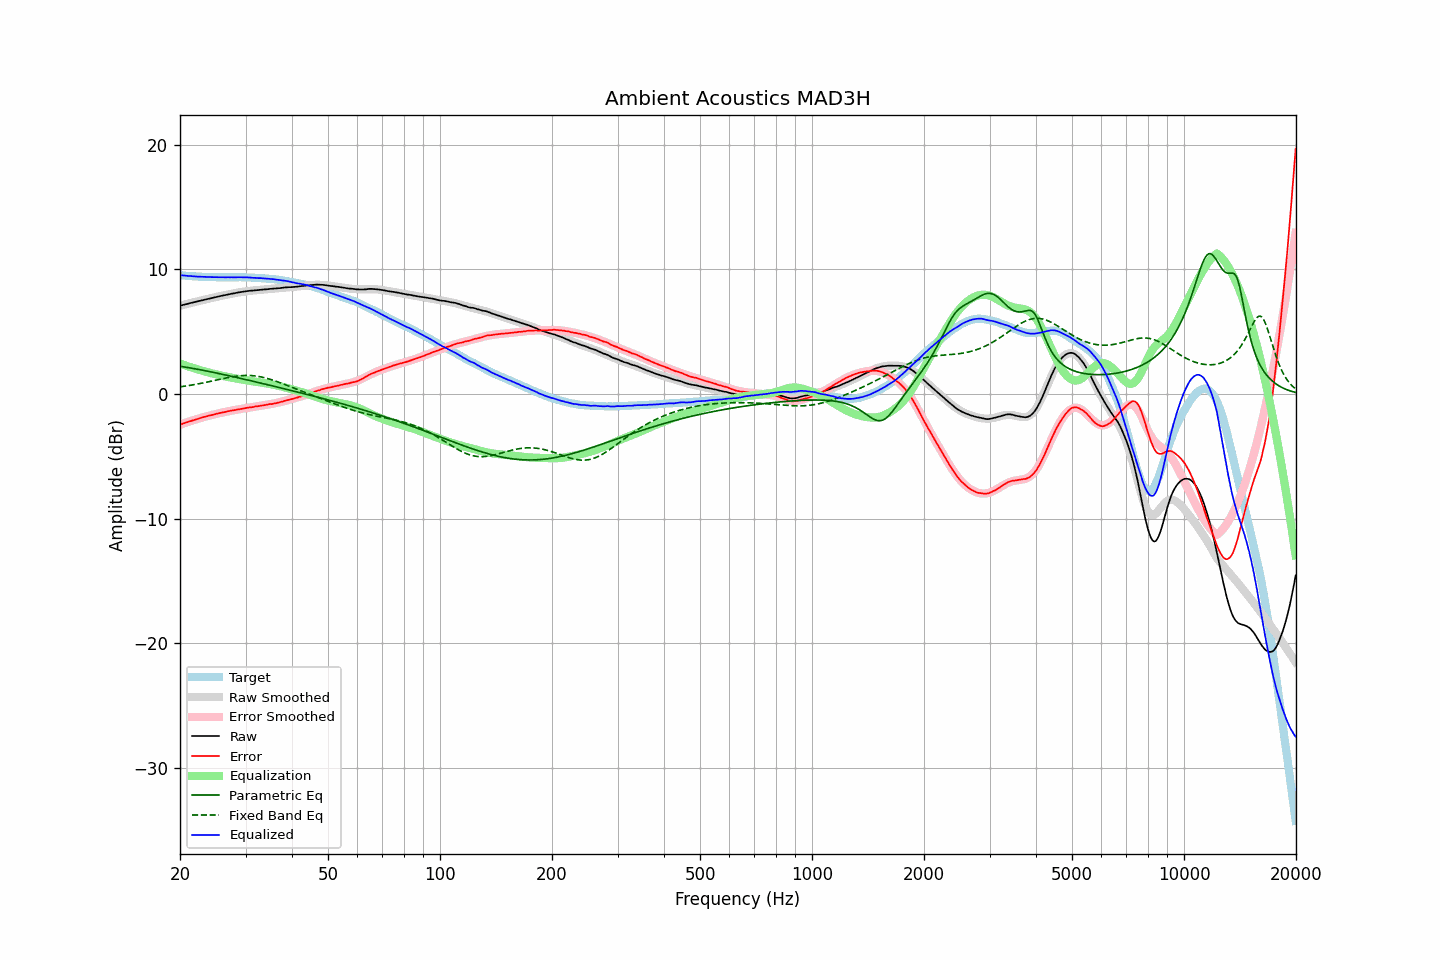 Ambient Acoustics MAD3H
Amplitude (dBr)
20
10
0
−10
−20
−30
Target
Raw Smoothed
Error Smoothed
Raw
Error
Equalization
Parametric Eq
Fixed Band Eq
Equalized
20 50 100 200 500 1000 2000 5000 10000 20000
Frequency (Hz)